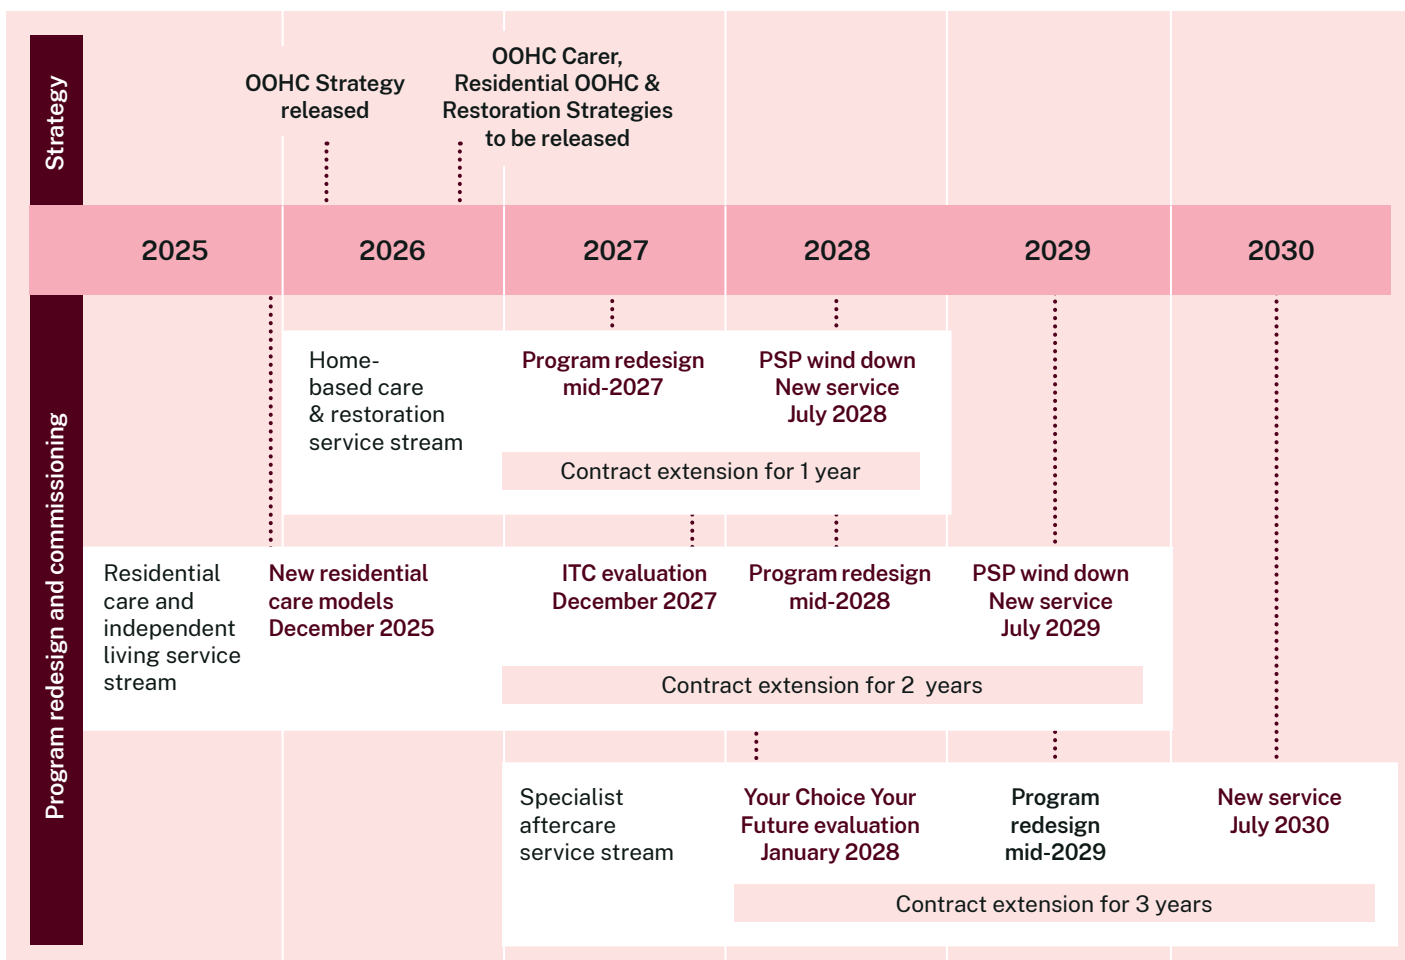 Strategy
OOHC Strategy
released
OOHC Carer,
Residential OOHC &
Restoration Strategies
to be released
2025
2026
2027
2028
2029
2030
Program redesign and commissioning
Home-
based care
& restoration
service stream
Program redesign
mid-2027
PSP wind down
New service
July 2028
Contract extension for 1 year
Residential
care and
independent
living service
stream
New residential
care models
December 2025
ITC evaluation
December 2027
Program redesign
mid-2028
PSP wind down
New service
July 2029
Contract extension for 2 years
Specialist
aftercare
service stream
Your Choice Your
Future evaluation
January 2028
Program
redesign
mid-2029
New service
July 2030
Contract extension for 3 years